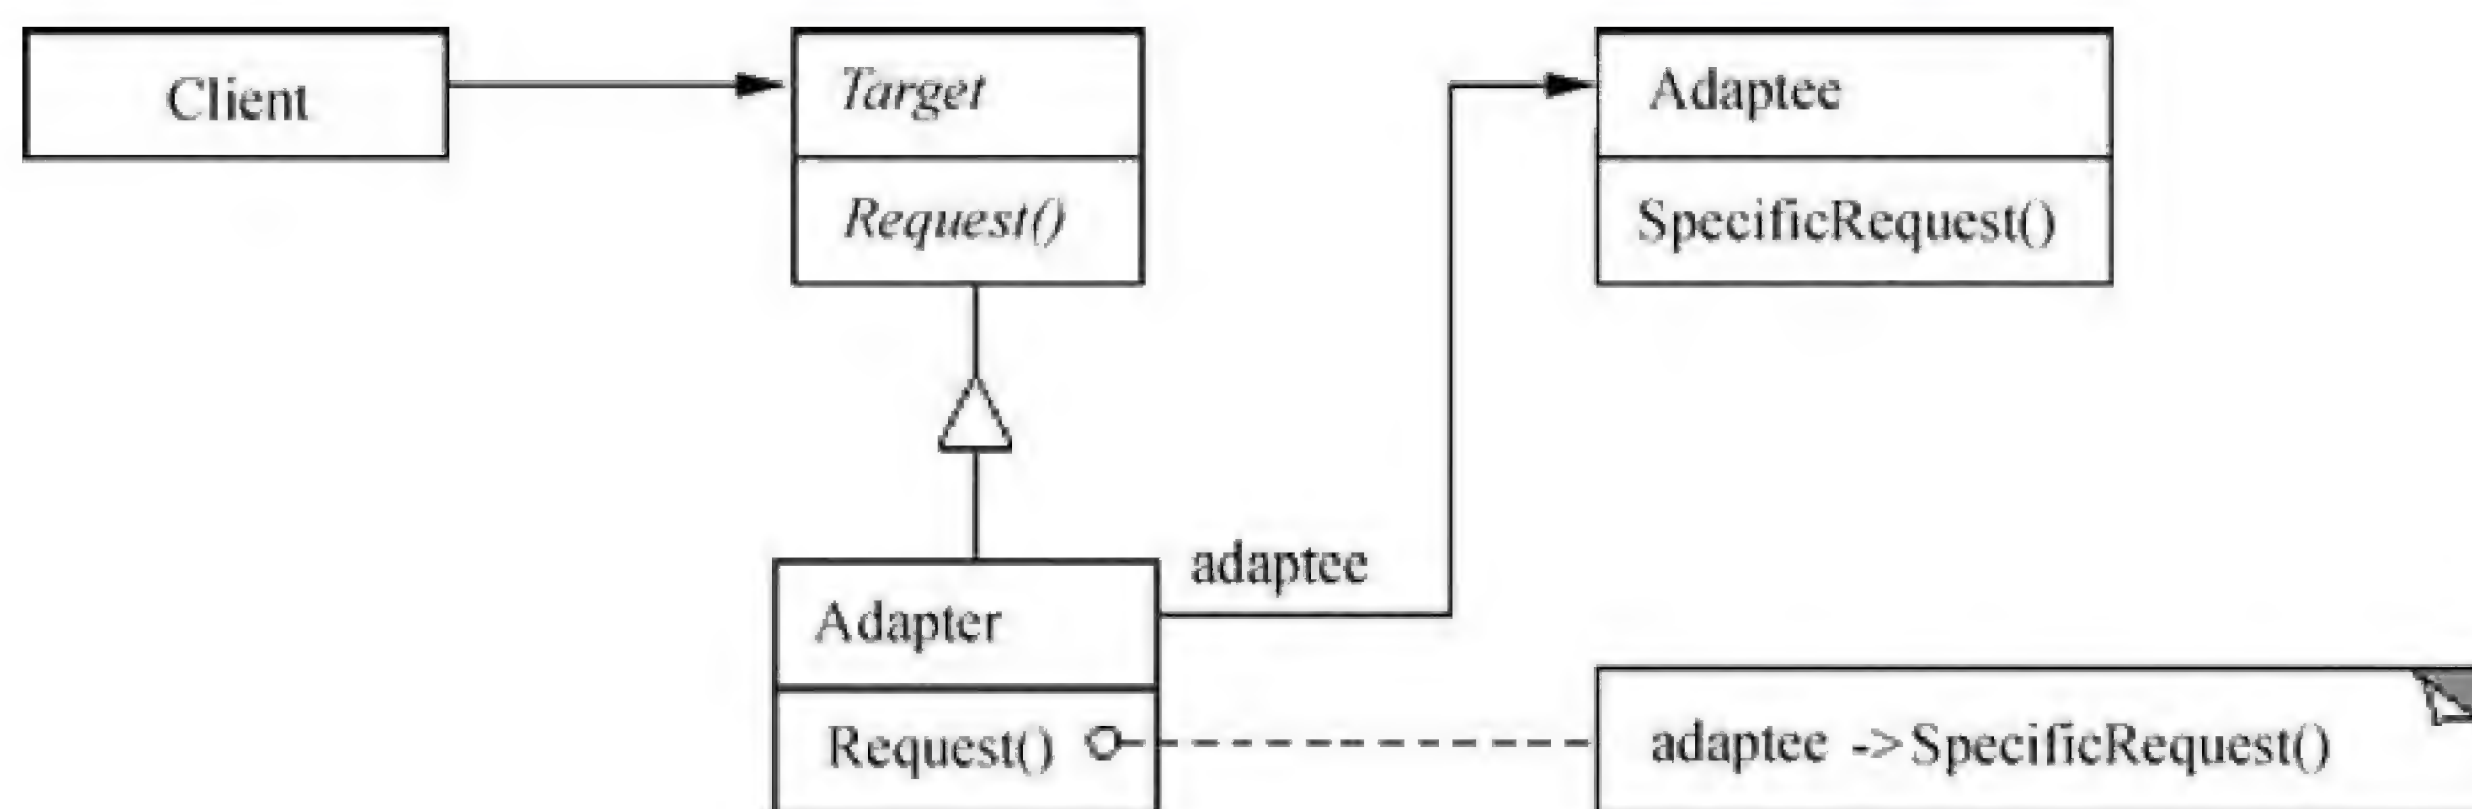 Client
Target
Request()
Adaptee
SpecificRequest()
adaptee
Adapter
Request()
adaptee ->SpecificRequest()